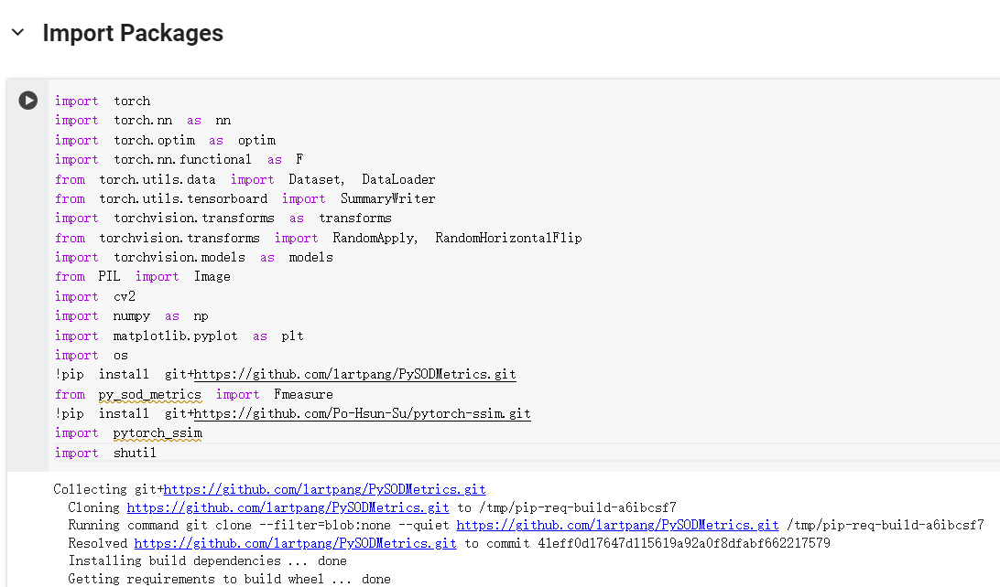 Import Packages
import torch
import torch.nn as nn
import torch.optim as optim
import torch.nn.functional as F
from torch.utils.data import Dataset, DataLoader
from torch.utils.tensorboard import SummaryWriter
import torchvision.transforms as transforms
from torchvision.transforms import RandomApply, RandomHorizontalFlip
import torchvision.models as models
from PIL import Image
import cv2
import numpy as np
import matplotlib.pyplot as plt
import os
!pip install git+https://github.com/lartpang/PySODMetrics.git
from py_sod_metrics import Fmeasure
!pip install git+https://github.com/Po-Hsun-Su/pytorch-ssim.git
import pytorch_ssim
import shutil
Collecting git+https://github.com/lartpang/PySODMetrics.git
Cloning https://github.com/lartpang/PySODMetrics.git to /tmp/pip-req-build-a6ibcsf7
Running command git clone --filter=blob:none --quiet https://github.com/lartpang/PySODMetrics.git /tmp/pip-req-build-a6ibcsf7
Resolved https://github.com/lartpang/PySODMetrics.git to commit 41eff0d17647d115619a92a0f8dfabf662217579
Installing build dependencies ... done
Getting requirements to build wheel ... done